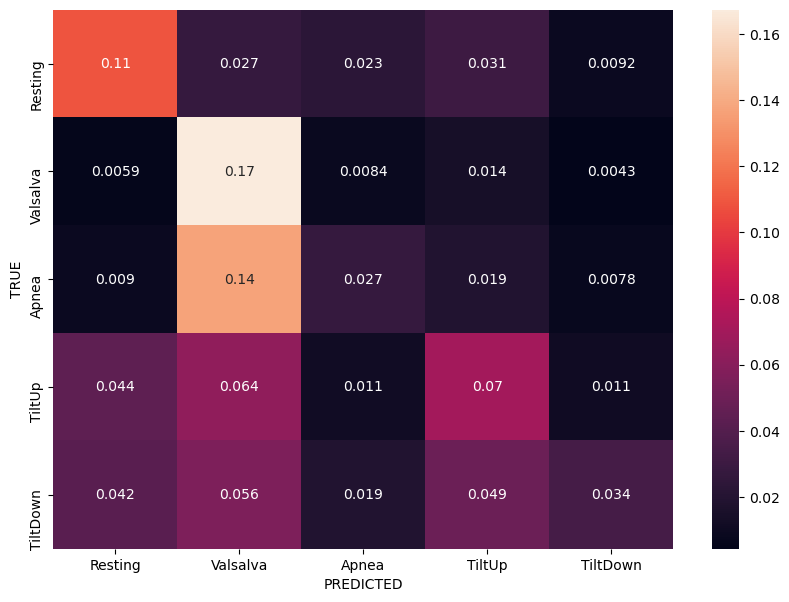 Resting 0.11 0.027 0.023 0.031 0.0092
Valsalva 0.0059 0.17 0.0084 0.014 0.0043
Apnea 0.009 0.14 0.027 0.019 0.0078
TiltUp 0.044 0.064 0.011 0.07 0.011
TiltDown 0.042 0.056 0.019 0.049 0.034
TRUE
Resting Valsalva Apnea TiltUp TiltDown
PREDICTED
0.16
0.14
0.12
0.10
0.08
0.06
0.04
0.02